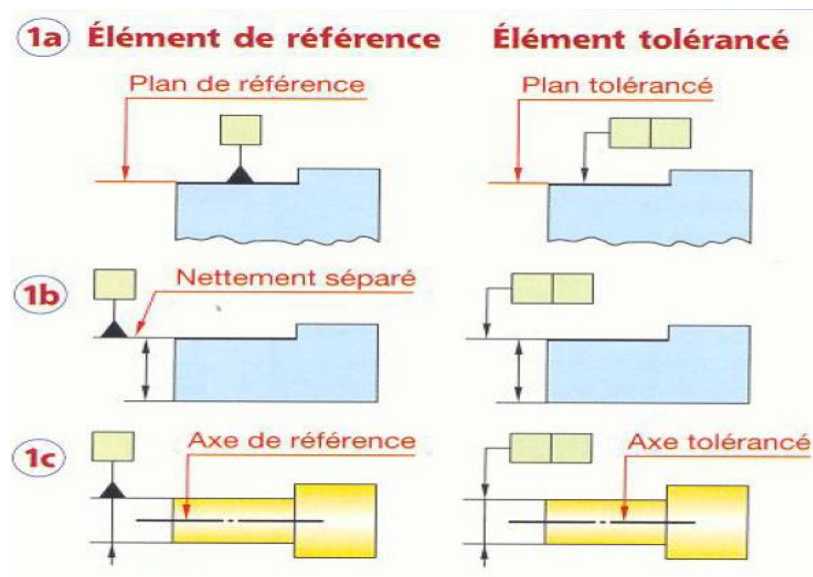 1a Élément de référence Élément tolérancé
Plan de référence Plan tolérancé
1b Nettement séparé
1c Axe de référence Axe tolérancé